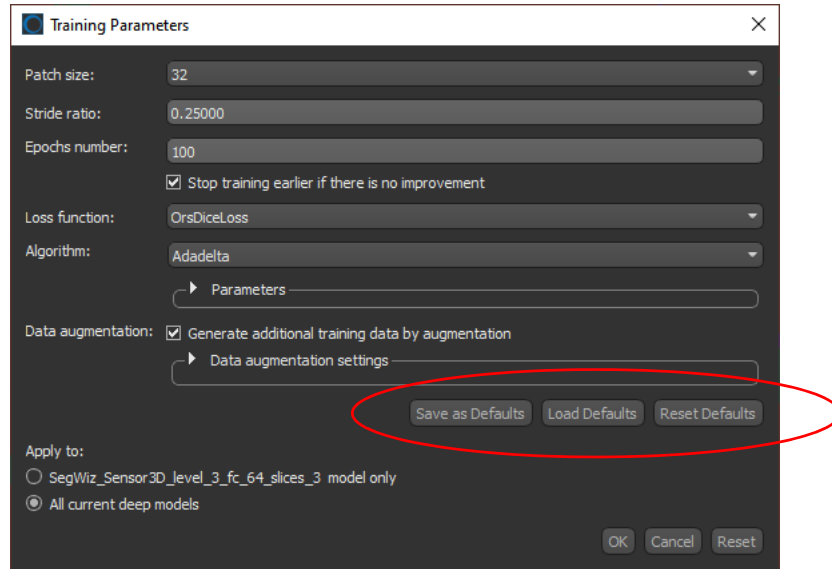 Training Parameters
Patch size: 32
Stride ratio: 0.25000
Epochs number: 100
Stop training earlier if there is no improvement
Loss function: OrsDiceLoss
Algorithm: Adadelta
Parameters
Data augmentation: Generate additional training data by augmentation
Data augmentation settings
Save as Defaults Load Defaults Reset Defaults
Apply to:
SegWiz_Sensor3D_level_3_fc_64_slices_3 model only
All current deep models
OK Cancel Reset